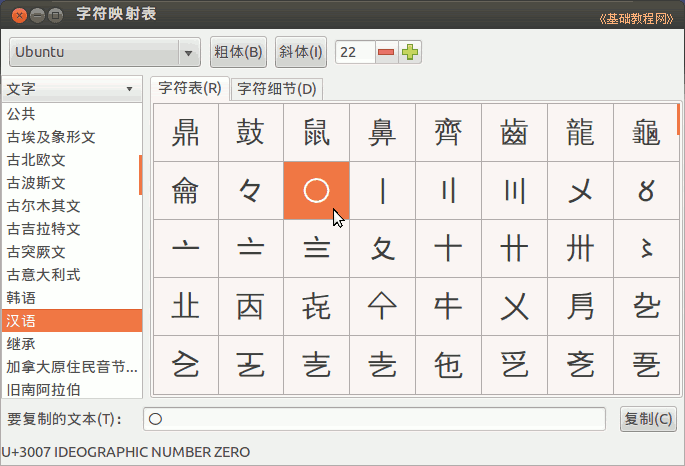 字符映射表
《基础教程网》
Ubuntu 粗体(B) 斜体(I) 22
文字
字符表(R) 字符细节(D)
公共
古埃及象形文
古北欧文
古波斯文
古尔木其文
古吉拉特文
古突厥文
古意大利式
韩语
汉语
继承
加拿大原住民音节...
旧南阿拉伯
鼎 鼓 鼠 鼻 齊 齒 龍 龜
龠 々 〇 〡 〢 〣 〤 〥
〦 〧 〨 〩 十 卄 卅 〻
㐀 㐁 㐂 㐃 㐄 㐅 㐆 㐇
㐈 㐉 㐊 㐋 㐌 㐍 㐎 㐏
要复制的文本(T): 〇 复制(C)
U+3007 IDEOGRAPHIC NUMBER ZERO